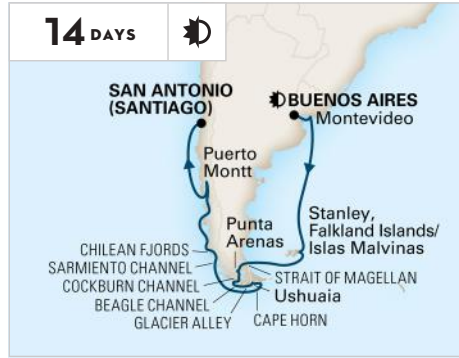 14 DAYS
SAN ANTONIO
(SANTIAGO)
BUENOS AIRES
Montevideo
Puerto
Montt
Punta
Arenas
Stanley,
Falkland Islands/
Islas Malvinas
CHILEAN FJORDS
SARMIENTO CHANNEL
COCKBURN CHANNEL
BEAGLE CHANNEL
GLACIER ALLEY
STRAIT OF MAGELLAN
Ushuaia
CAPE HORN